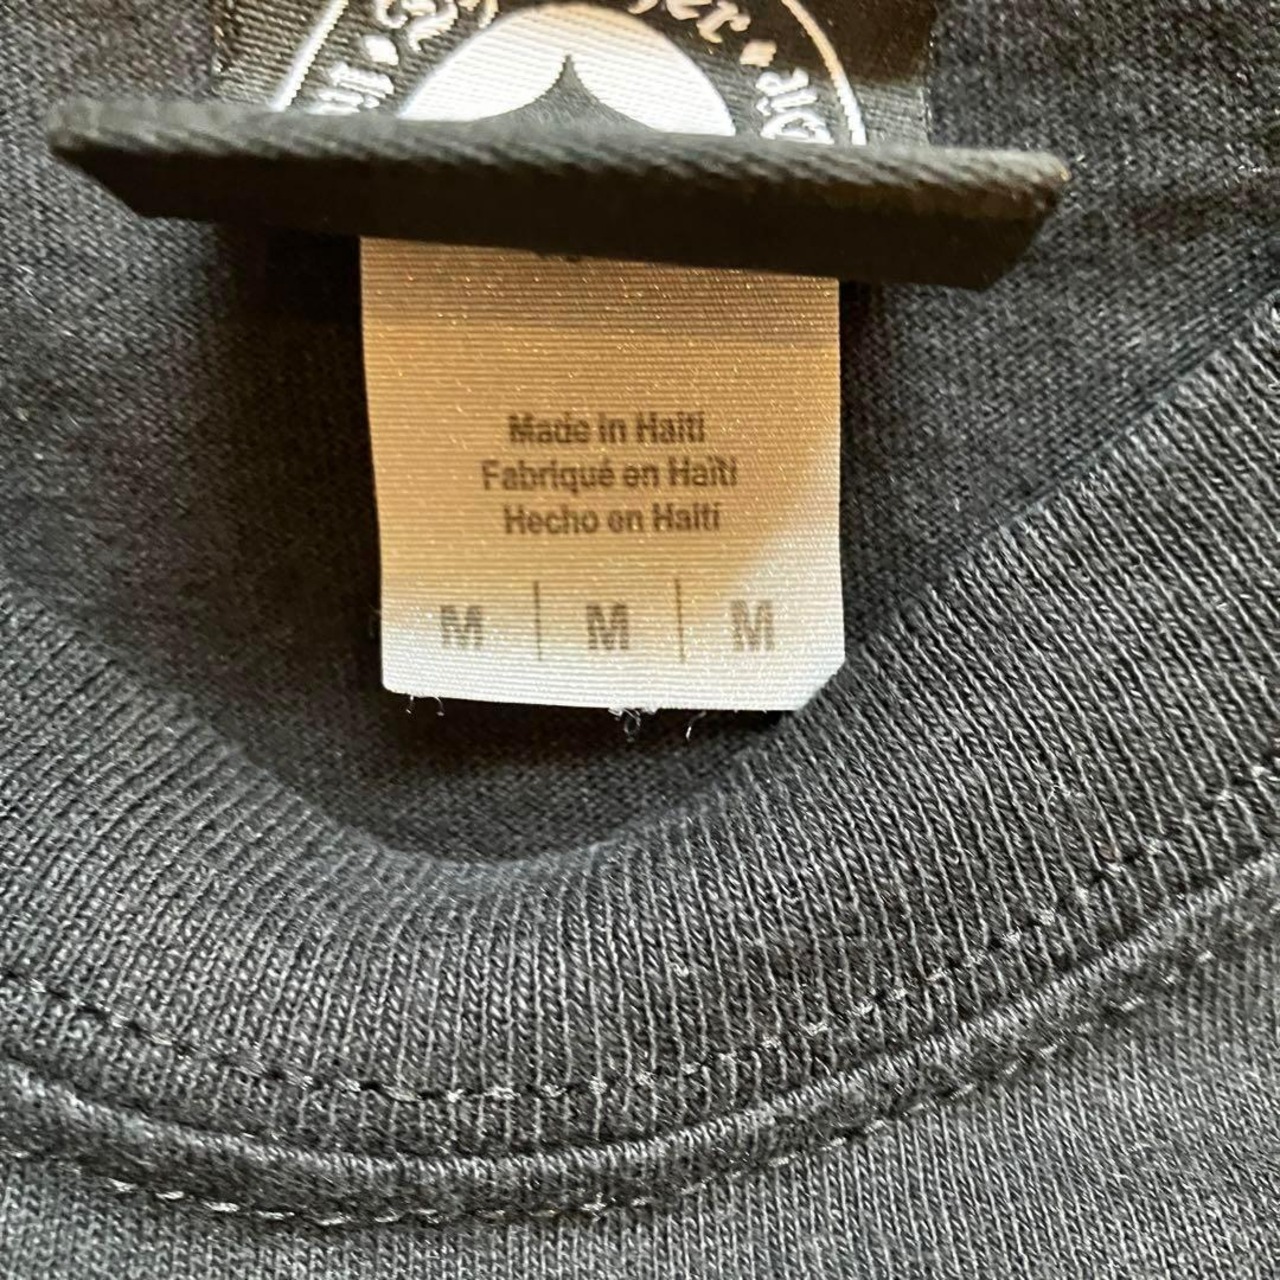 Made in Haiti
Fabriqué en Haïti
Hecho en Haití
M | M | M